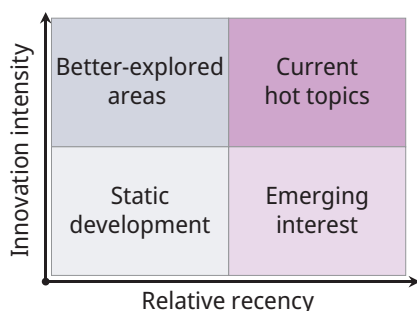 Innovation intensity
Better-explored
areas
Current
hot topics
Static
development
Emerging
interest
Relative recency